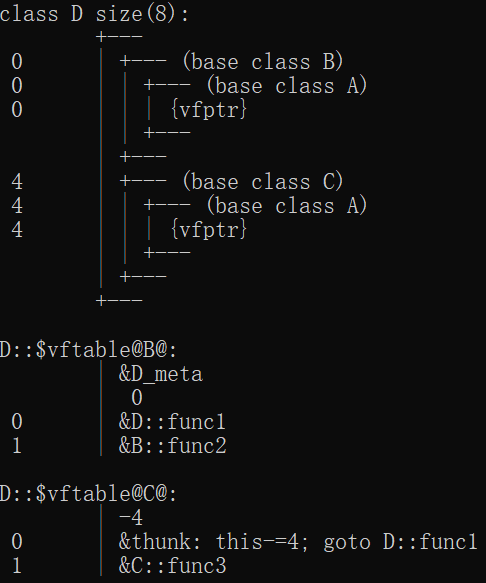 class D size(8):
        +---
 0      | +--- (base class B)
 0      | | +--- (base class A)
 0      | | | {vfptr}
        | | +---
        | +---
 4      | +--- (base class C)
 4      | | +--- (base class A)
 4      | | | {vfptr}
        | | +---
        | +---
        +---
D::$vftable@B@:
        | &D_meta
        |  0
 0      | &D::func1
 1      | &B::func2
D::$vftable@C@:
        | -4
 0      | &thunk: this-=4; goto D::func1
 1      | &C::func3